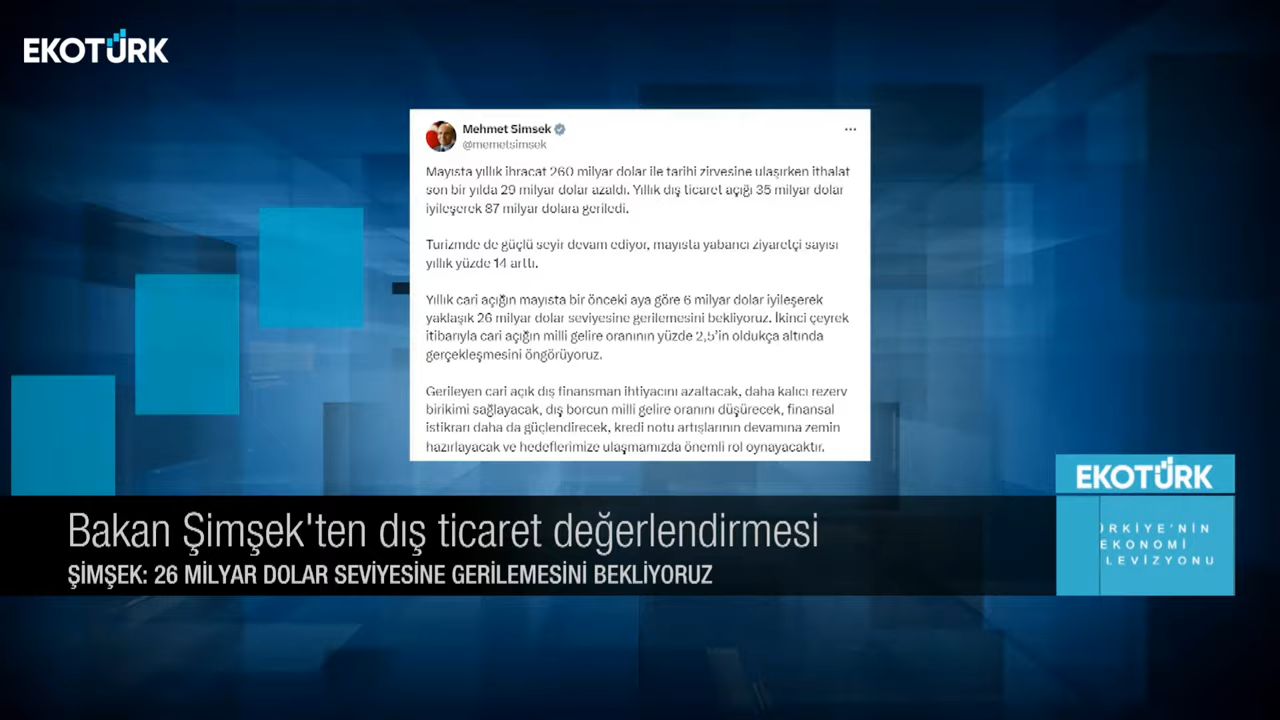 EKOTÜRK
Mehmet Simsek
@memetsimsek
Mayısta yıllık ihracat 260 milyar dolar ile tarihi zirvesine ulaşırken ithalat
son bir yılda 29 milyar dolar azaldı. Yıllık dış ticaret açığı 35 milyar dolar
iyileşerek 87 milyar dolara geriledi.
Turizmde de güçlü seyir devam ediyor, mayısta yabancı ziyaretçi sayısı
yıllık yüzde 14 arttı.
Yıllık cari açığın mayısta bir önceki aya göre 6 milyar dolar iyileşerek
yaklaşık 26 milyar dolar seviyesine gerilemesini bekliyoruz. İkinci çeyrek
itibarıyla cari açığın milli gelire oranının yüzde 2,5'in oldukça altında
gerçekleşmesini öngörüyoruz.
Gerileyen cari açık dış finansman ihtiyacını azaltacak, daha kalıcı rezerv
birikimi sağlayacak, dış borcun milli gelire oranını düşürecek, finansal
istikrarı daha da güçlendirecek, kredi notu artışlarının devamına zemin
hazırlayacak ve hedeflerimize ulaşmamızda önemli rol oynayacaktır.
Bakan Şimşek'ten dış ticaret değerlendirmesi
ŞİMŞEK: 26 MİLYAR DOLAR SEVİYESİNE GERİLEMESİNİ BEKLİYORUZ
EKOTÜRK
RKİYE'NİN
EKONOMİ
LEVİZYONU